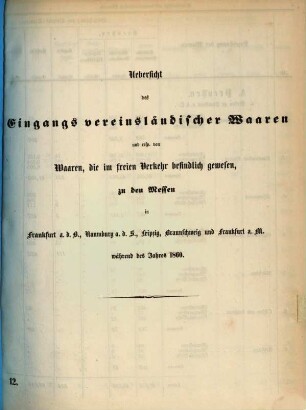 Uebersicht
des
Eingangs vereinsländischer Waaren
und resp. von
Waaren, die im freien Verkehr befindlich gewesen,
zu den Messen
in
Frankfurt a. d. O., Naumburg a. d. S., Leipzig, Braunschweig und Frankfurt a. M.
während des Jahres 1860.
12.